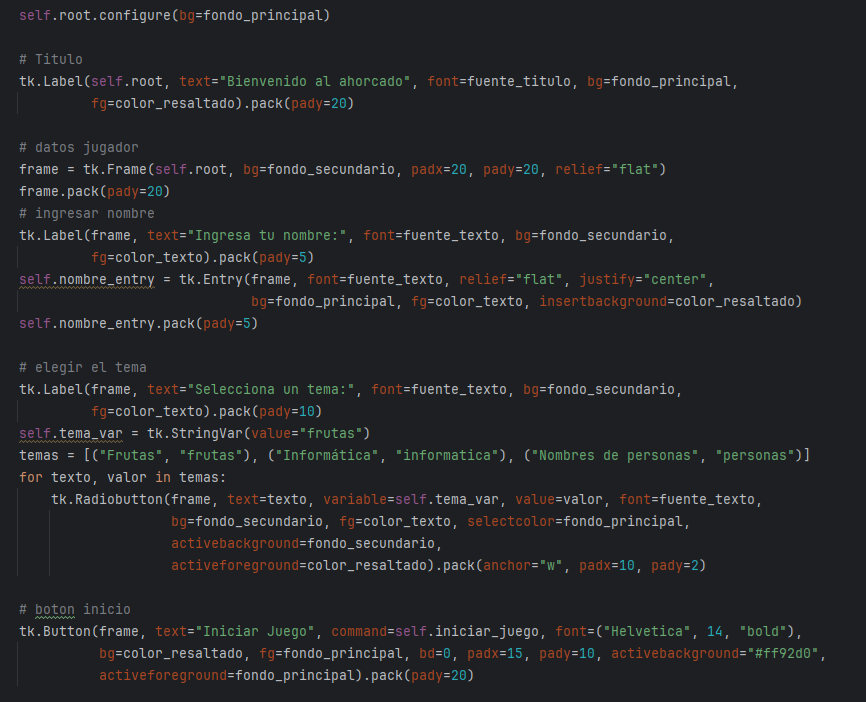 self.root.configure(bg=fondo_principal)
# Titulo
tk.Label(self.root, text="Bienvenido al ahorcado", font=fuente_titulo, bg=fondo_principal,
fg=color_resaltado).pack(pady=20)
# datos jugador
frame = tk.Frame(self.root, bg=fondo_secundario, padx=20, pady=20, relief="flat")
frame.pack(pady=20)
# ingresar nombre
tk.Label(frame, text="Ingresa tu nombre:", font=fuente_texto, bg=fondo_secundario,
fg=color_texto).pack(pady=5)
self.nombre_entry = tk.Entry(frame, font=fuente_texto, relief="flat", justify="center",
bg=fondo_principal, fg=color_texto, insertbackground=color_resaltado)
self.nombre_entry.pack(pady=5)
# elegir el tema
tk.Label(frame, text="Selecciona un tema:", font=fuente_texto, bg=fondo_secundario,
fg=color_texto).pack(pady=10)
self.tema_var = tk.StringVar(value="frutas")
temas = [("Frutas", "frutas"), ("Informática", "informatica"), ("Nombres de personas", "personas")]
for texto, valor in temas:
tk.Radiobutton(frame, text=texto, variable=self.tema_var, value=valor, font=fuente_texto,
bg=fondo_secundario, fg=color_texto, selectcolor=fondo_principal,
activebackground=fondo_secundario,
activeforeground=color_resaltado).pack(anchor="w", padx=10, pady=2)
# boton inicio
tk.Button(frame, text="Iniciar Juego", command=self.iniciar_juego, font=("Helvetica", 14, "bold"),
bg=color_resaltado, fg=fondo_principal, bd=0, padx=15, pady=10, activebackground="#ff92d0",
activeforeground=fondo_principal).pack(pady=20)